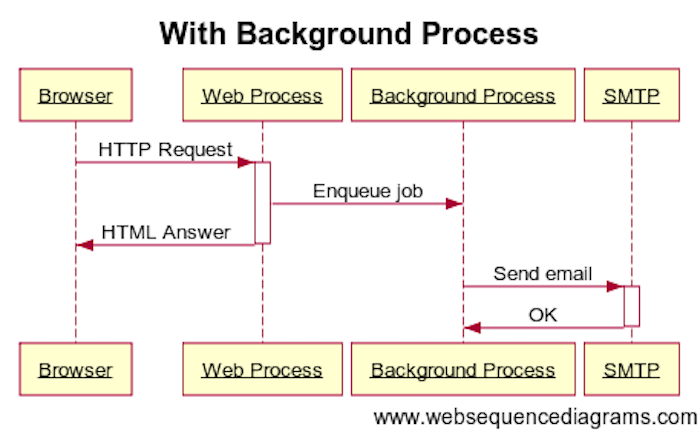 With Background Process
Browser Web Process Background Process SMTP
HTTP Request
Enqueue job
HTML Answer
Send email
OK
Browser Web Process Background Process SMTP
www.websequencediagrams.com